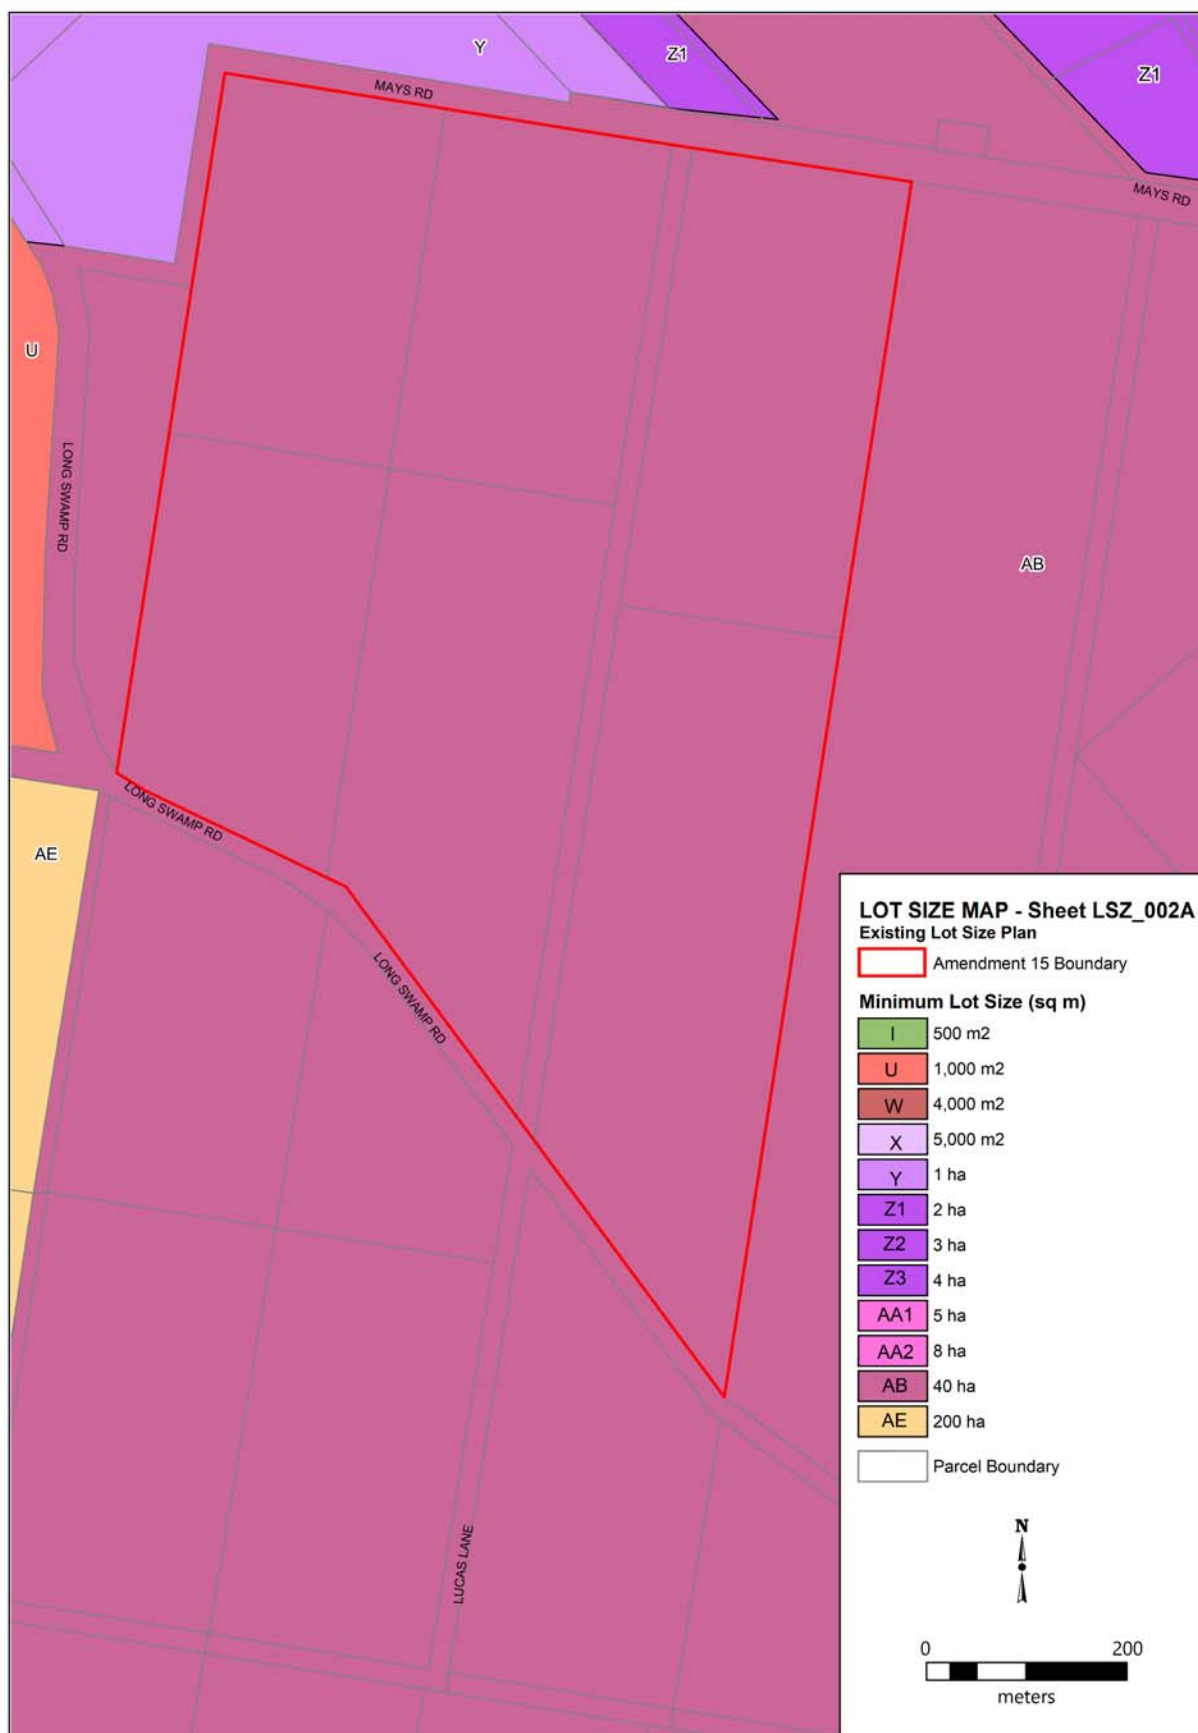 Y
Z1
Z1
MAYS RD
MAYS RD
U
LONG SWAMP RD
AB
LONG SWAMP RD
AE
LONG SWAMP RD
LUCAS LANE
LOT SIZE MAP - Sheet LSZ_002A
Existing Lot Size Plan
Amendment 15 Boundary
Minimum Lot Size (sq m)
I 500 m2
U 1,000 m2
W 4,000 m2
X 5,000 m2
Y 1 ha
Z1 2 ha
Z2 3 ha
Z3 4 ha
AA1 5 ha
AA2 8 ha
AB 40 ha
AE 200 ha
Parcel Boundary
N
0 200
meters